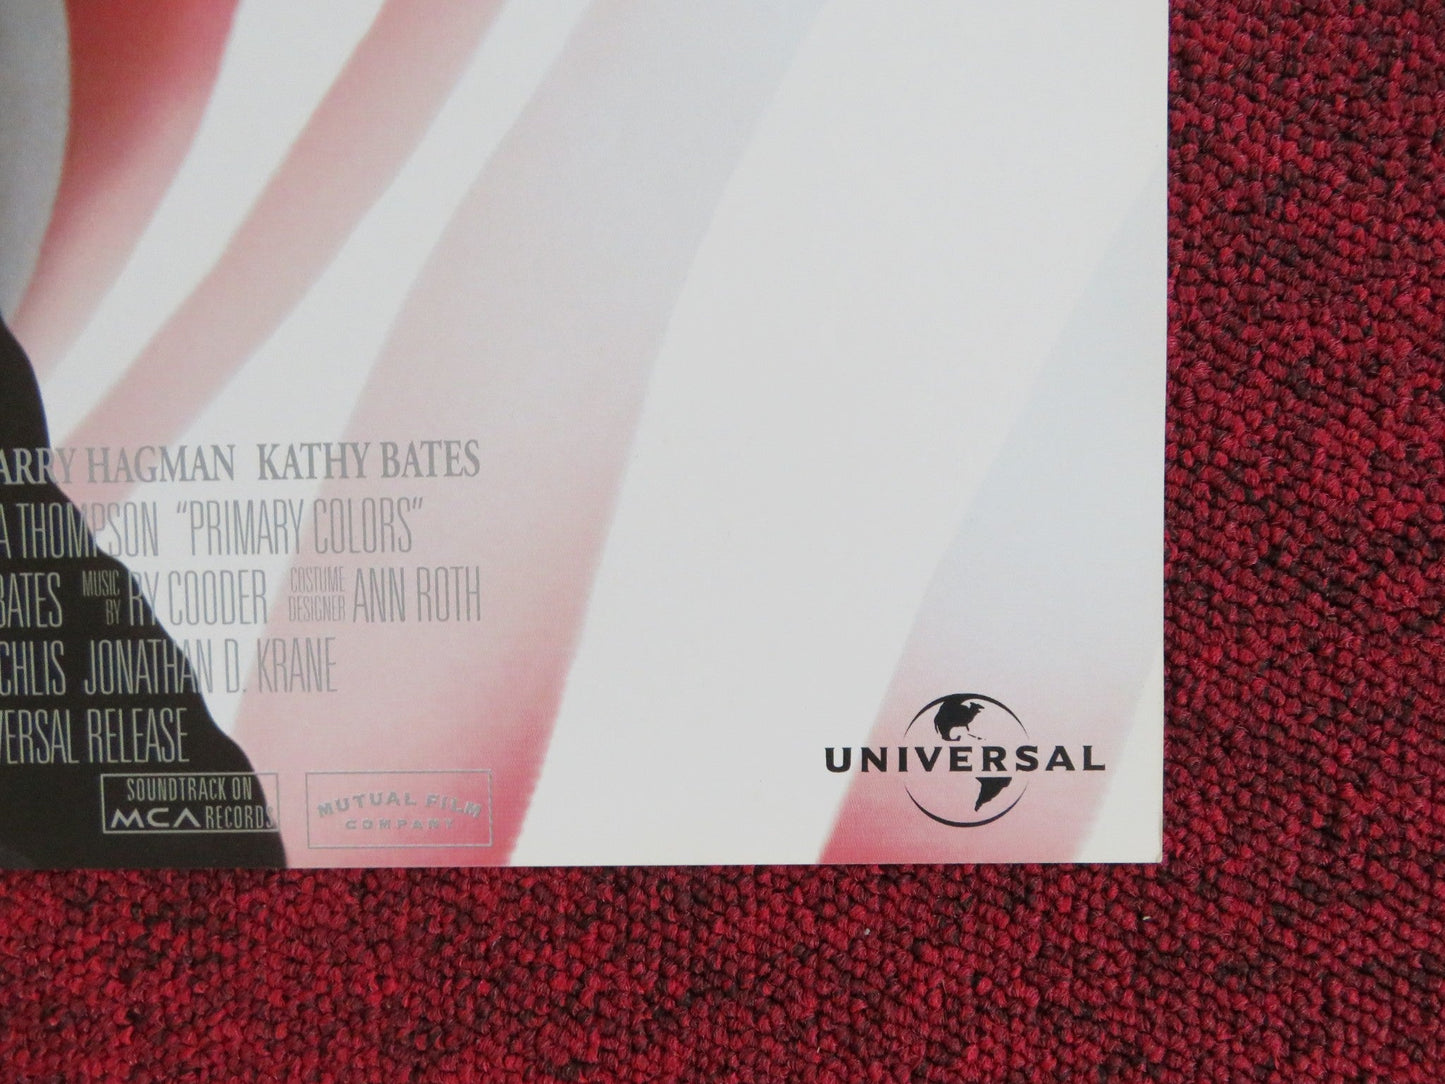 ARRY HAGMAN KATHY BATES
A THOMPSON "PRIMARY COLORS"
BATES MUSIC BY RY COODER COSTUME DESIGNER ANN ROTH
CHLIS JONATHAN D. KRANE
VERSAL RELEASE
SOUNDTRACK ON
MCA RECORDS
MUTUAL FILM
COMPANY
UNIVERSAL